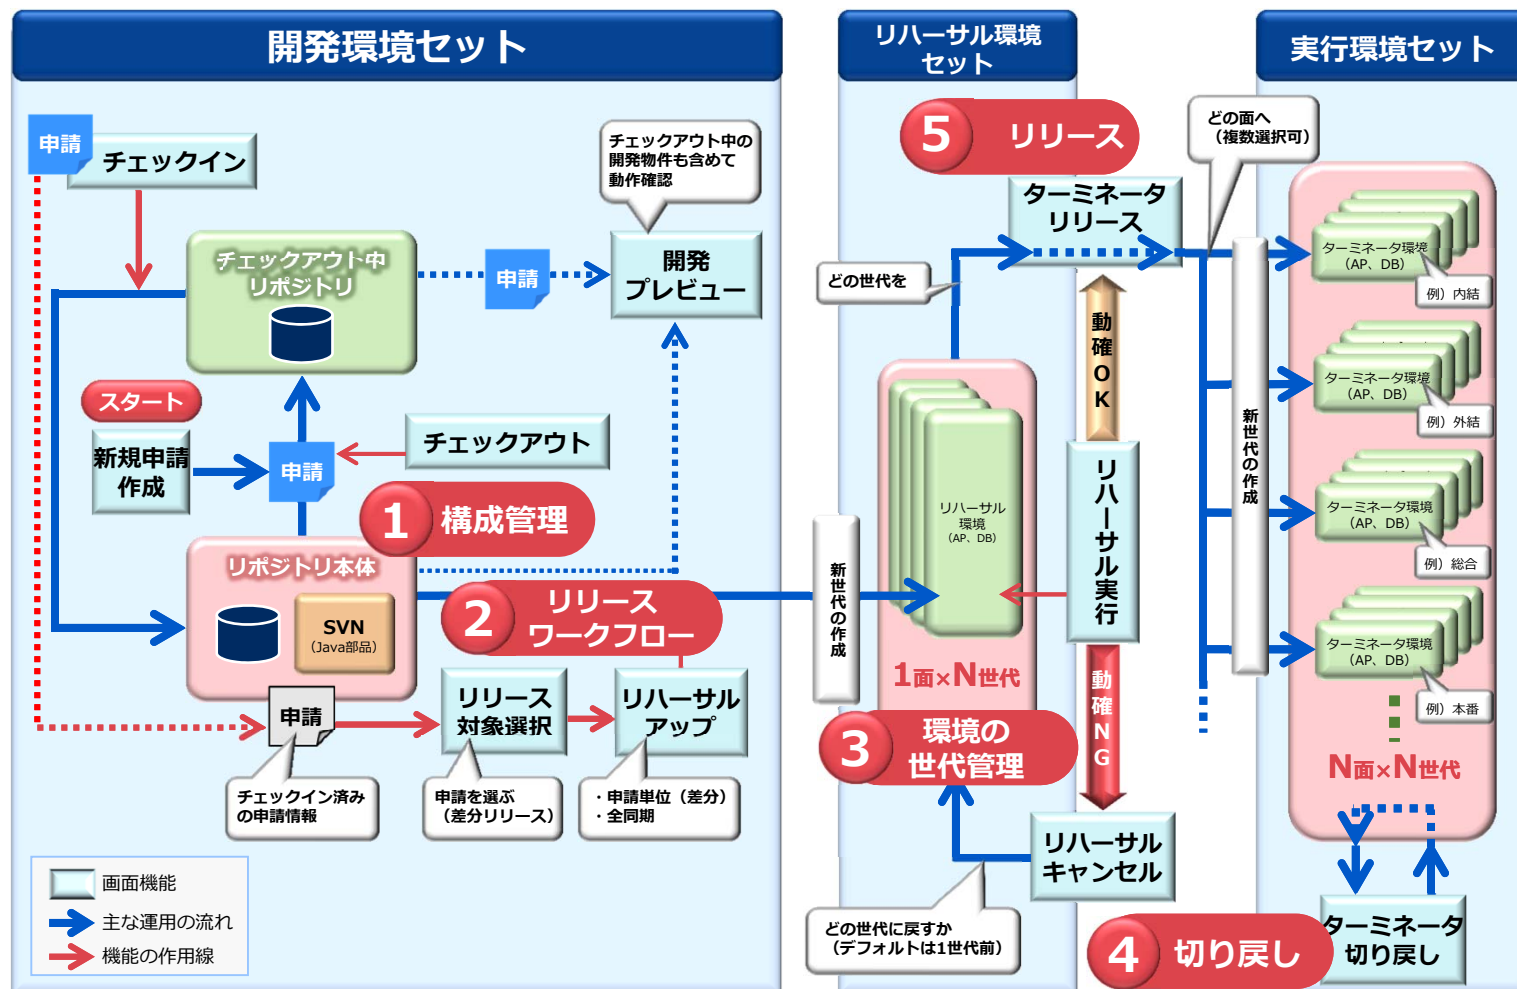 開発環境セット
申請
チェックイン
チェックアウト中の
開発物件も含めて
動作確認
チェックアウト中
リポジトリ
申請
開発
プレビュー
スタート
新規申請
作成
申請
チェックアウト
1 構成管理
リポジトリ本体
SVN
(Java部品)
2 リリース
ワークフロー
申請
リリース
対象選択
リハーサル
アップ
チェックイン済み
の申請情報
申請を選ぶ
(差分リリース)
・申請単位(差分)
・全同期
画面機能
主な運用の流れ
機能の作用線
リハーサル環境
セット
5 リリース
ターミネータ
リリース
どの世代を
動確OK
リハーサル
環境
(AP、DB)
リハーサル実行
新世代の作成
1面×N世代
動確NG
3 環境の
世代管理
リハーサル
キャンセル
どの世代に戻すか
(デフォルトは1世代前)
実行環境セット
どの面へ
(複数選択可)
新世代の作成
ターミネータ環境
(AP、DB)
例)内結
ターミネータ環境
(AP、DB)
例)外結
ターミネータ環境
(AP、DB)
例)総合
ターミネータ環境
(AP、DB)
例)本番
N面×N世代
4 切り戻し
ターミネータ
切り戻し